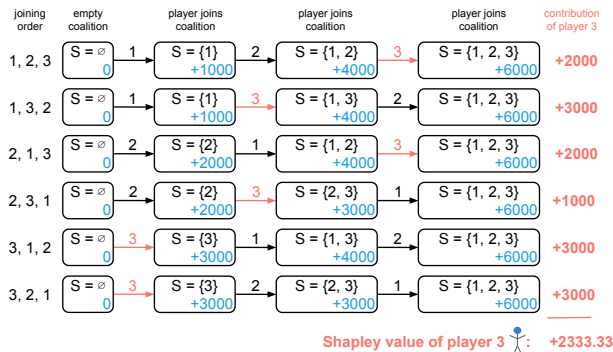 joining order empty coalition player joins coalition player joins coalition player joins coalition contribution of player 3
1, 2, 3 S = ∅ 0 1 S = {1} +1000 2 S = {1, 2} +4000 3 S = {1, 2, 3} +6000 +2000
1, 3, 2 S = ∅ 0 1 S = {1} +1000 3 S = {1, 3} +4000 2 S = {1, 2, 3} +6000 +3000
2, 1, 3 S = ∅ 0 2 S = {2} +2000 1 S = {1, 2} +4000 3 S = {1, 2, 3} +6000 +2000
2, 3, 1 S = ∅ 0 2 S = {2} +2000 3 S = {2, 3} +3000 1 S = {1, 2, 3} +6000 +1000
3, 1, 2 S = ∅ 0 3 S = {3} +3000 1 S = {1, 3} +4000 2 S = {1, 2, 3} +6000 +3000
3, 2, 1 S = ∅ 0 3 S = {3} +3000 2 S = {2, 3} +3000 1 S = {1, 2, 3} +6000 +3000
Shapley value of player 3 : +2333.33